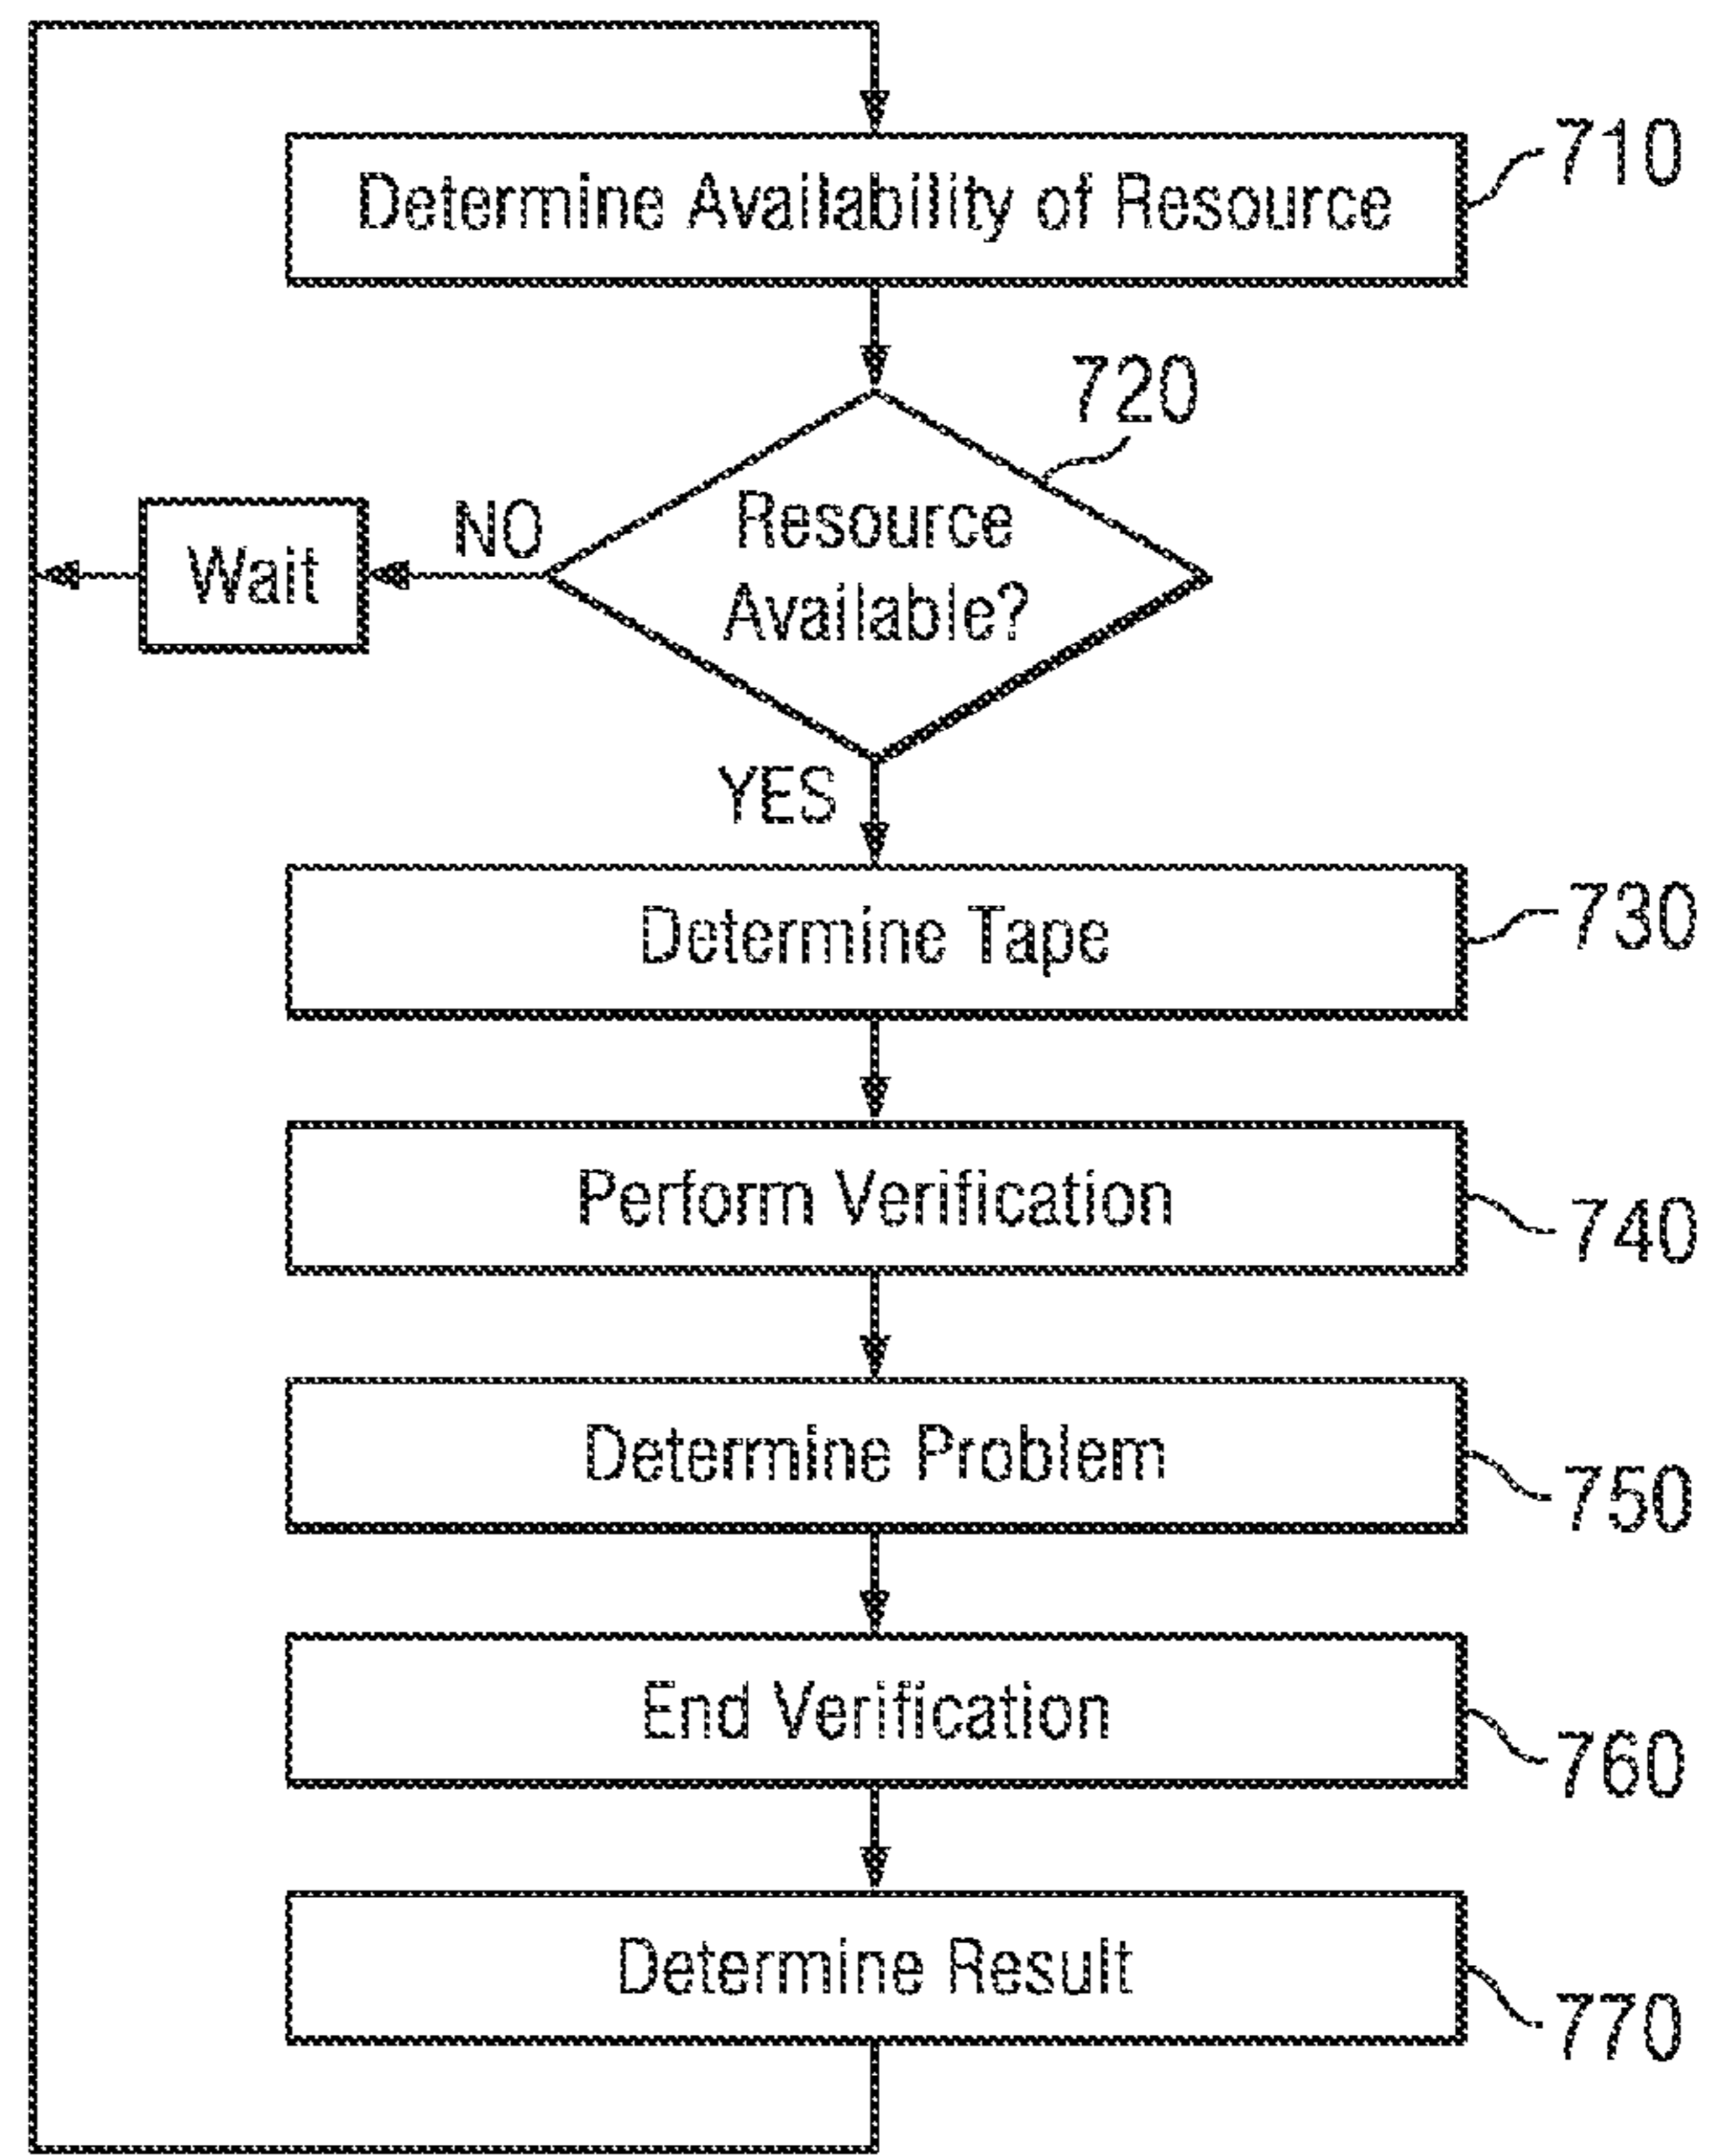 Determine Availability of Resource
710
720
Resource
Available?
NO
Wait
YES
Determine Tape
730
Perform Verification
740
Determine Problem
750
End Verification
760
Determine Result
770